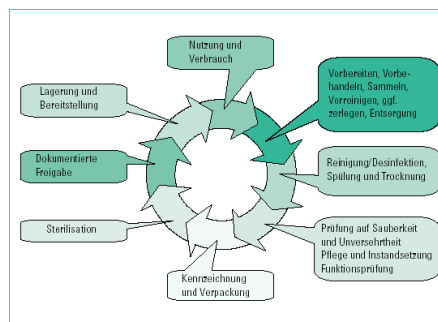 Nutzung und
Verbrauch
Vorbereiten, Vorbe-
handeln, Sammeln,
Vorreinigen, ggf.
zerlegen, Entsorgung
Reinigung/Desinfektion,
Spülung und Trocknung
Prüfung auf Sauberkeit
und Unversehrtheit
Pflege und Instandsetzung
Funktionsprüfung
Kennzeichnung
und Verpackung
Sterilisation
Dokumentierte
Freigabe
Lagerung und
Bereitstellung